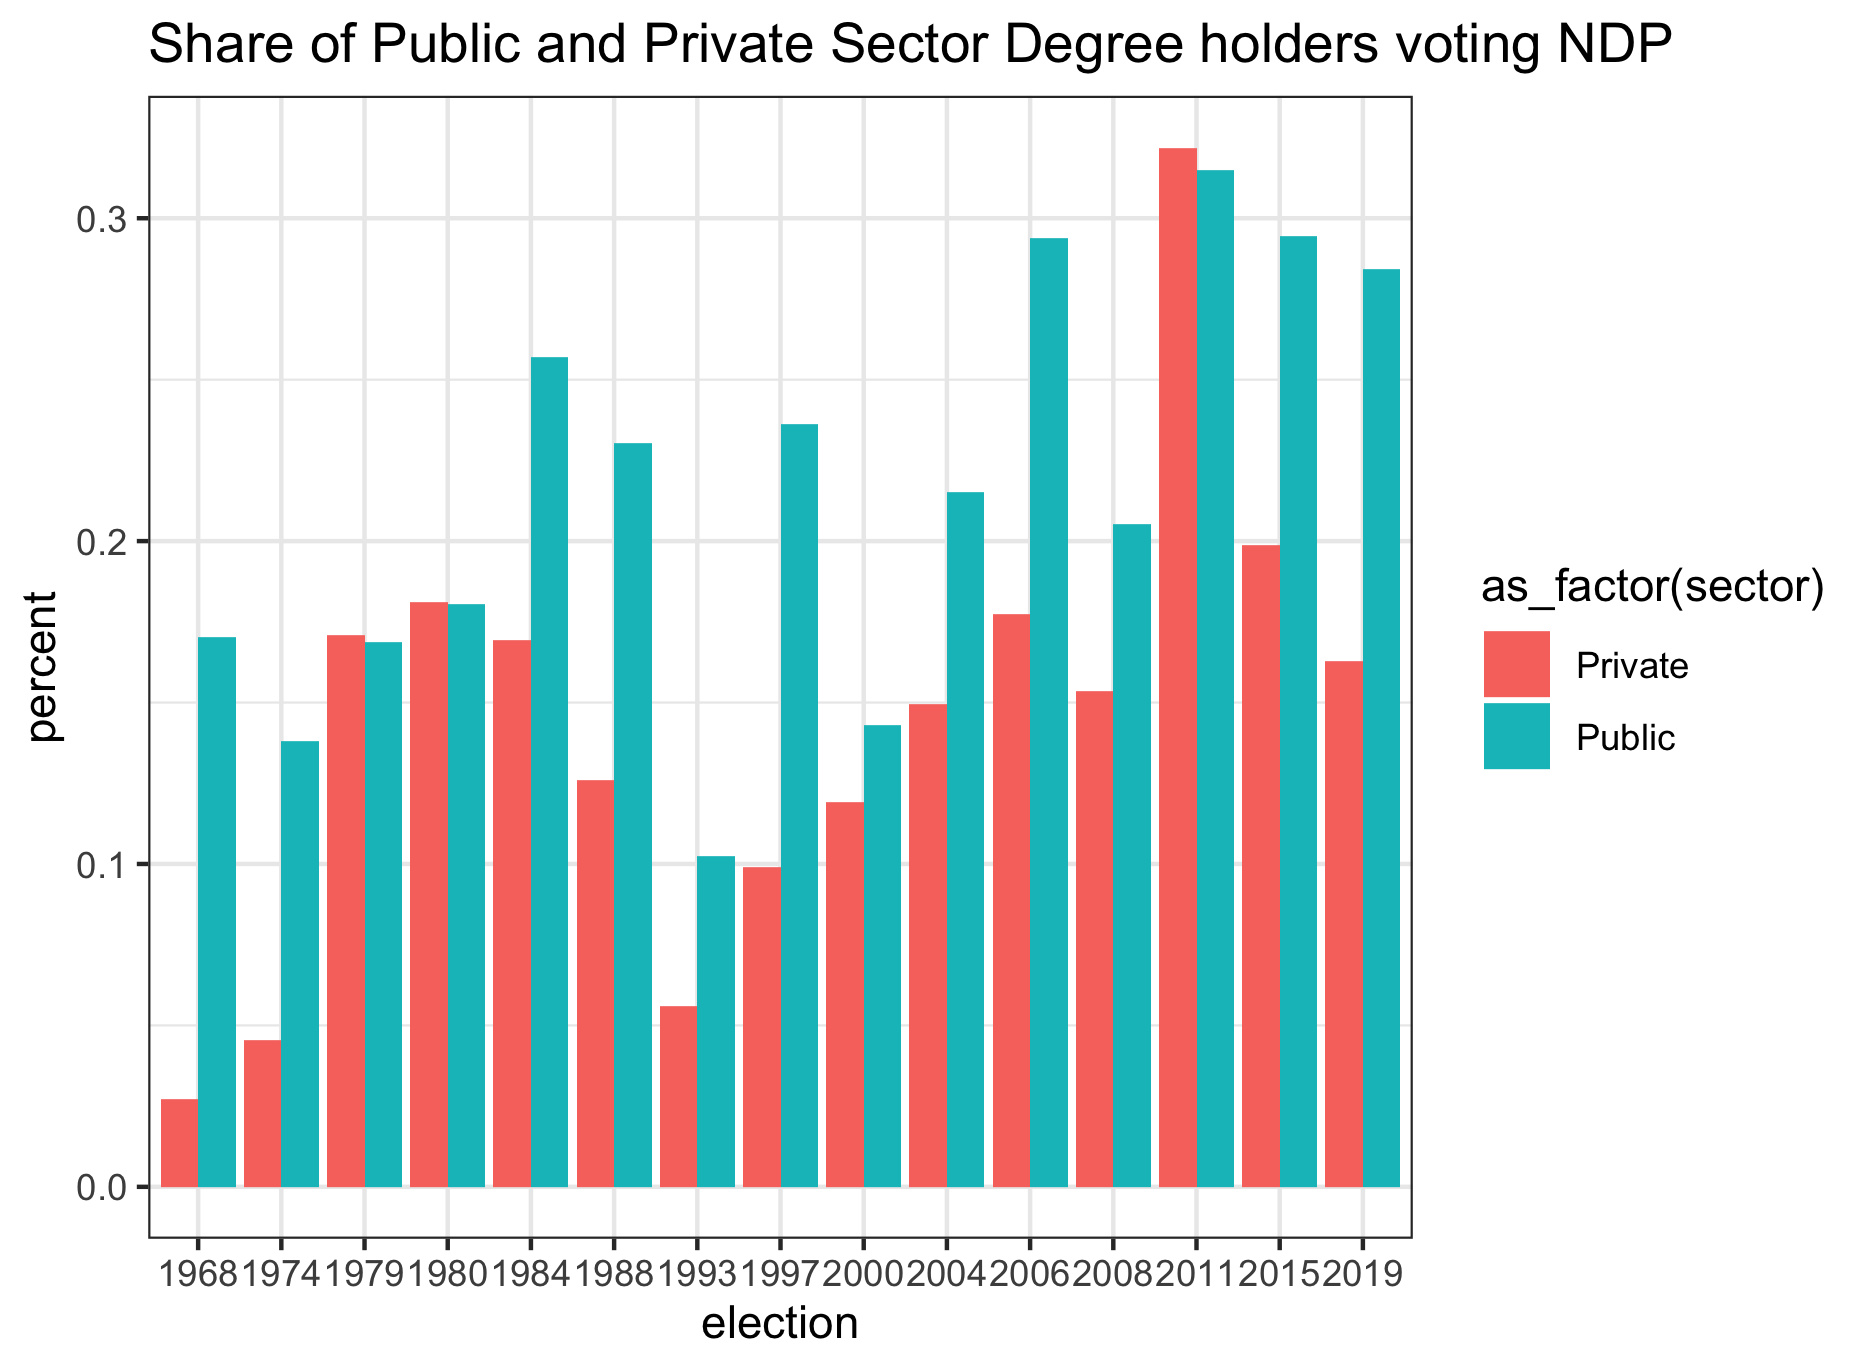 Share of Public and Private Sector Degree holders voting NDP
0.3
0.2
0.1
0.0
percent
1968 1974 1979 1980 1984 1988 1993 1997 2000 2004 2006 2008 2011 2015 2019
election
as_factor(sector)
Private
Public